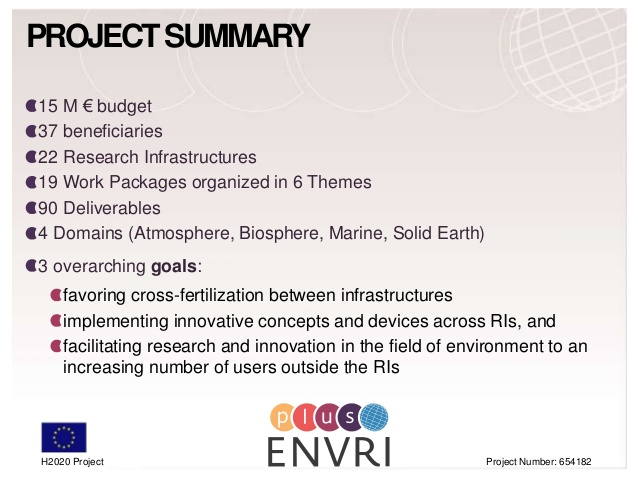 PROJECT SUMMARY
15 M € budget
37 beneficiaries
22 Research Infrastructures
19 Work Packages organized in 6 Themes
90 Deliverables
4 Domains (Atmosphere, Biosphere, Marine, Solid Earth)
3 overarching goals:
favoring cross-fertilization between infrastructures
implementing innovative concepts and devices across RIs, and
facilitating research and innovation in the field of environment to an
increasing number of users outside the RIs
plus
ENVRI
H2020 Project
Project Number: 654182